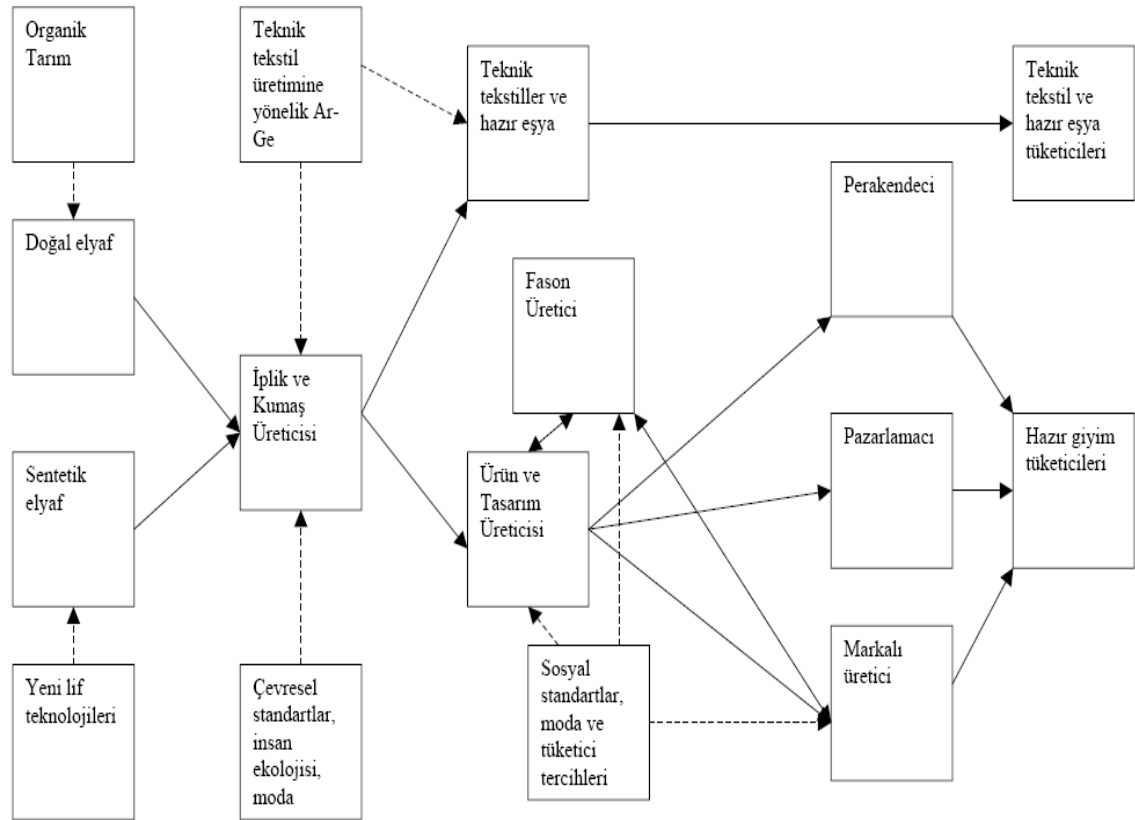 Organik
Tarım
Teknik
tekstil
üretimine
yönelik Ar-
Ge
Teknik
tekstiller ve
hazır eşya
Teknik
tekstil ve
hazır eşya
tüketicileri
Perakendeci
Doğal elyaf
Fason
Üretici
İplik ve
Kumaş
Üreticisi
Pazarlamacı
Hazır giyim
tüketicileri
Sentetik
elyaf
Ürün ve
Tasarım
Üreticisi
Markalı
üretici
Yeni lif
teknolojileri
Çevresel
standartlar,
insan
ekolojisi,
moda
Sosyal
standartlar,
moda ve
tüketici
tercihleri